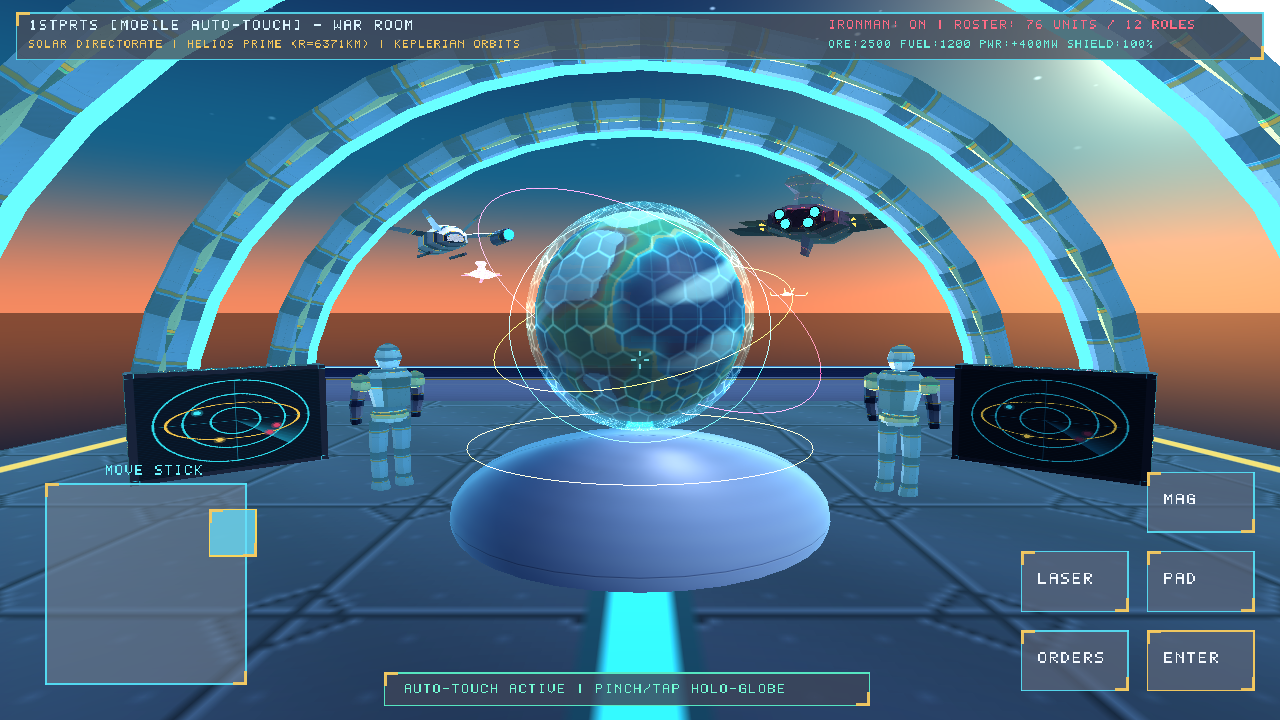 1STPRTS [MOBILE AUTO-TOUCH] - WAR ROOM
SOLAR DIRECTORATE | HELIOS PRIME (R=6371KM) | KEPLERIAN ORBITS
IRONMAN: ON | ROSTER: 76 UNITS / 12 ROLES
ORE:2500 FUEL:1200 PWR:+400MW SHIELD:100%
MOVE STICK
MAG
LASER
PAD
ORDERS
ENTER
AUTO-TOUCH ACTIVE | PINCH/TAP HOLO-GLOBE